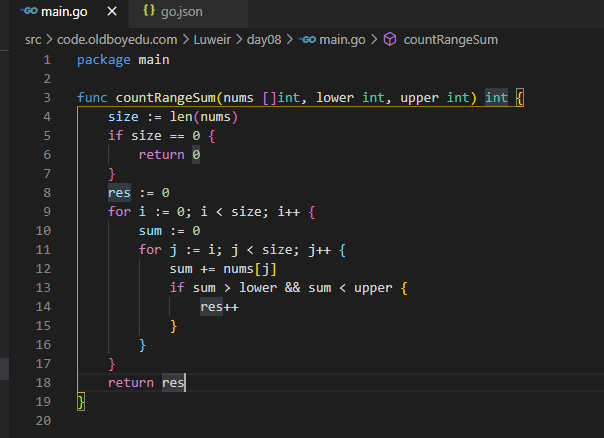 main.go × go.json
src > code.oldboyedu.com > Luweir > day08 > main.go > countRangeSum
1 package main
2
3 func countRangeSum(nums []int, lower int, upper int) int {
4     size := len(nums)
5     if size == 0 {
6         return 0
7     }
8     res := 0
9     for i := 0; i < size; i++ {
10         sum := 0
11         for j := i; j < size; j++ {
12             sum += nums[j]
13             if sum > lower && sum < upper {
14                 res++
15             }
16         }
17     }
18     return res
19 }
20